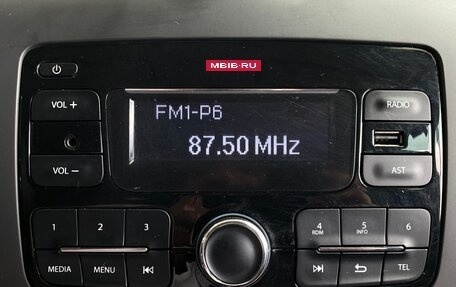 MBIB.RU
VOL +
FM1-P6
87.50 MHz
RADIO
VOL −
AST
1
2
3
4
RDM
5
INFO
6
MEDIA
MENU
TEL